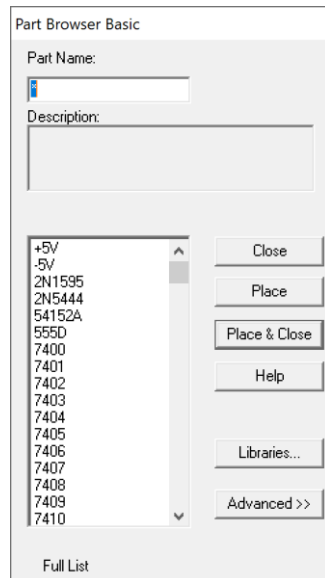 Part Browser Basic
Part Name:
*
Description:
+5V
-5V
2N1595
2N5444
54152A
555D
7400
7401
7402
7403
7404
7405
7406
7407
7408
7409
7410
Close
Place
Place & Close
Help
Libraries...
Advanced >>
Full List